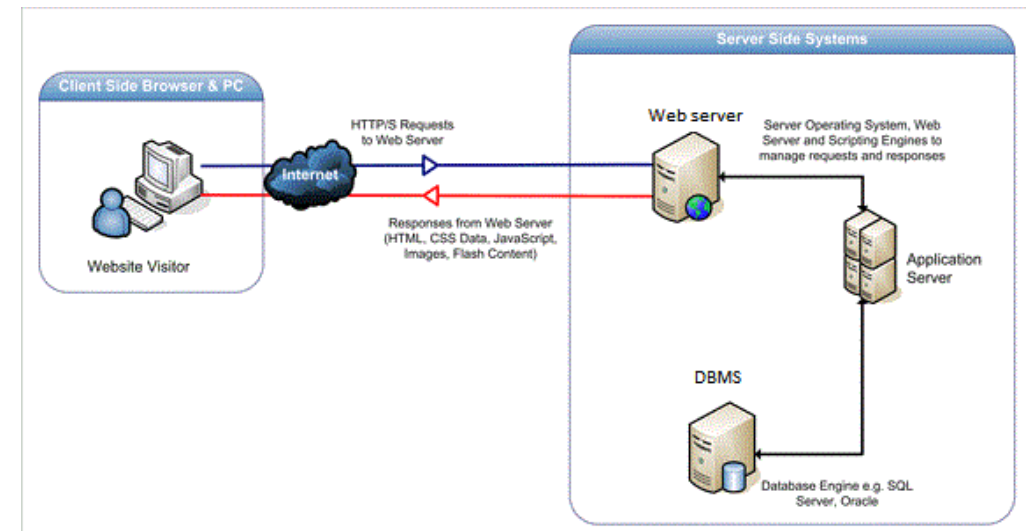 Server Side Systems
Client Side Browser & PC
Web server
HTTP/S Requests
to Web Server
Server Operating System, Web
Server and Scripting Engines to
manage requests and responses
Internet
Responses from Web Server
(HTML, CSS Data, JavaScript,
Images, Flash Content)
Website Visitor
Application
Server
DBMS
Database Engine e.g. SQL
Server, Oracle